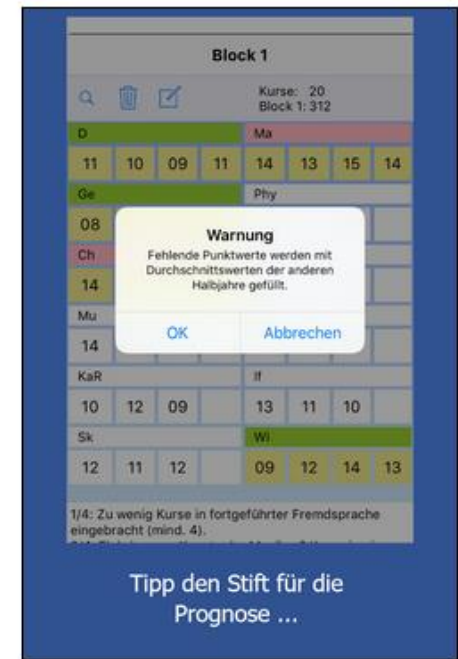 Block 1
Kurse: 20
Block 1: 312
D Ma
11 10 09 11 14 13 15 14
Ge Phy
08
Warnung
Fehlende Punktwerte werden mit
Durchschnittswerten der anderen
Halbjahre gefüllt.
OK Abbrechen
Ch
14
Mu
14
KaR If
10 12 09 13 11 10
Sk Wi
12 11 12 09 12 14 13
1/4: Zu wenig Kurse in fortgeführter Fremdsprache
eingebracht (mind. 4).
Tipp den Stift für die
Prognose ...